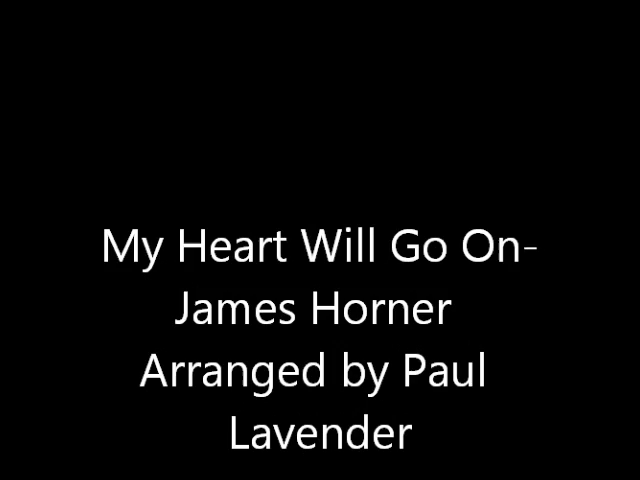 My Heart Will Go On-
James Horner
Arranged by Paul
Lavender